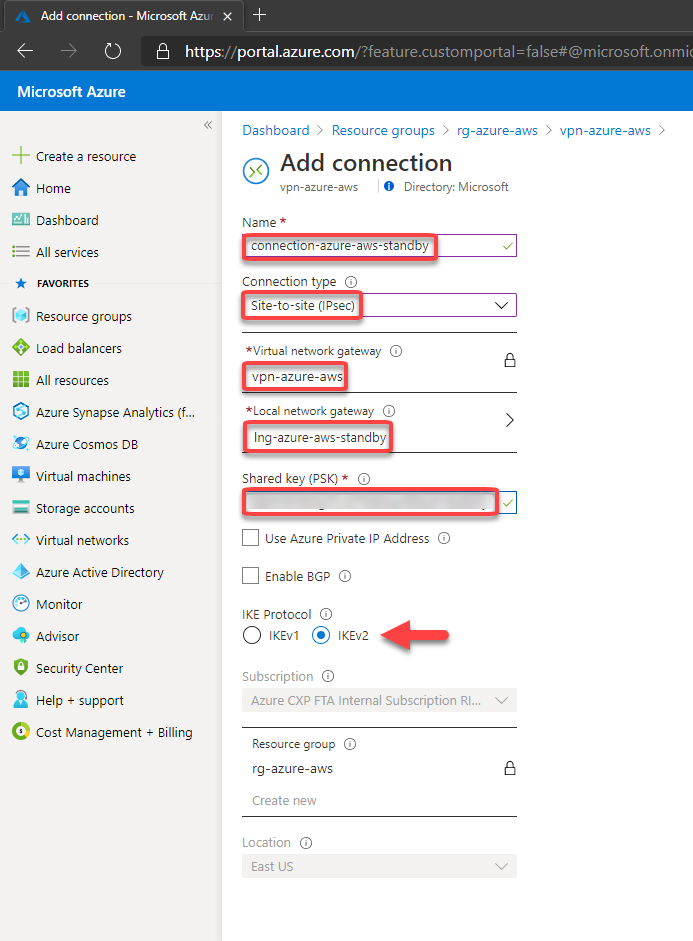 Add connection - Microsoft Azur
https://portal.azure.com/?feature.customportal=false#@microsoft.onmic
Microsoft Azure
Dashboard > Resource groups > rg-azure-aws > vpn-azure-aws >
Add connection
vpn-azure-aws
Directory: Microsoft
Create a resource
Home
Dashboard
All services
FAVORITES
Resource groups
Load balancers
All resources
Azure Synapse Analytics (f...
Azure Cosmos DB
Virtual machines
Storage accounts
Virtual networks
Azure Active Directory
Monitor
Advisor
Security Center
Help + support
Cost Management + Billing
Name *
connection-azure-aws-standby
Connection type
Site-to-site (IPsec)
*Virtual network gateway
vpn-azure-aws
*Local network gateway
lng-azure-aws-standby
Shared key (PSK) *
Use Azure Private IP Address
Enable BGP
IKE Protocol
IKEv1 IKEv2
Subscription
Azure CXP FTA Internal Subscription RI...
Resource group
rg-azure-aws
Create new
Location
East US